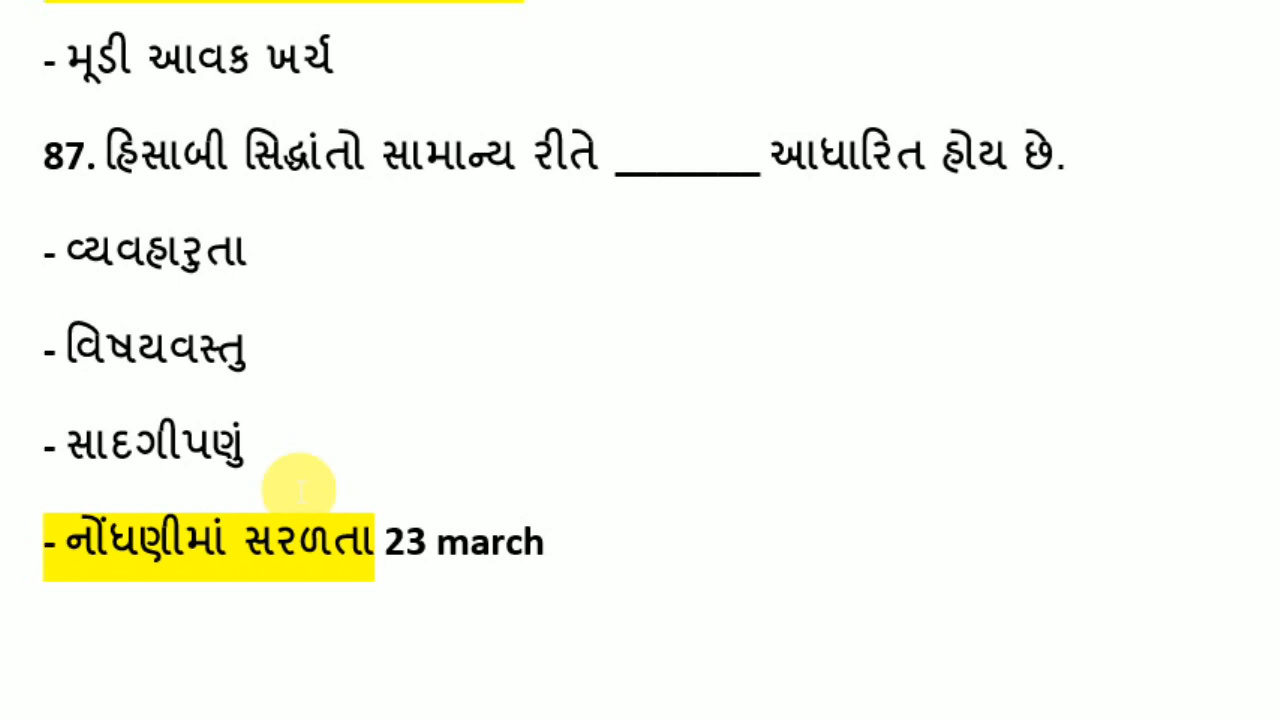 - મૂડી આવક ખર્ચ
87. હિસાબી સિદ્ધાંતો સામાન્ય રીતે _______ આધારિત હોય છે.
- વ્યવહારુતા
- વિષયવસ્તુ
- સાદગીપણું
- નોંધણીમાં સરળતા 23 march